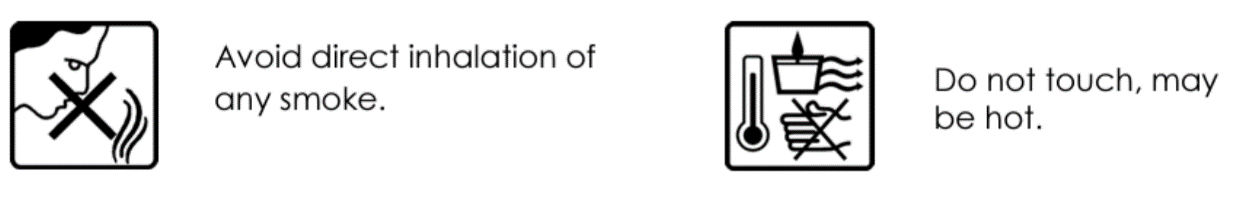 Avoid direct inhalation of
any smoke.
Do not touch, may
be hot.